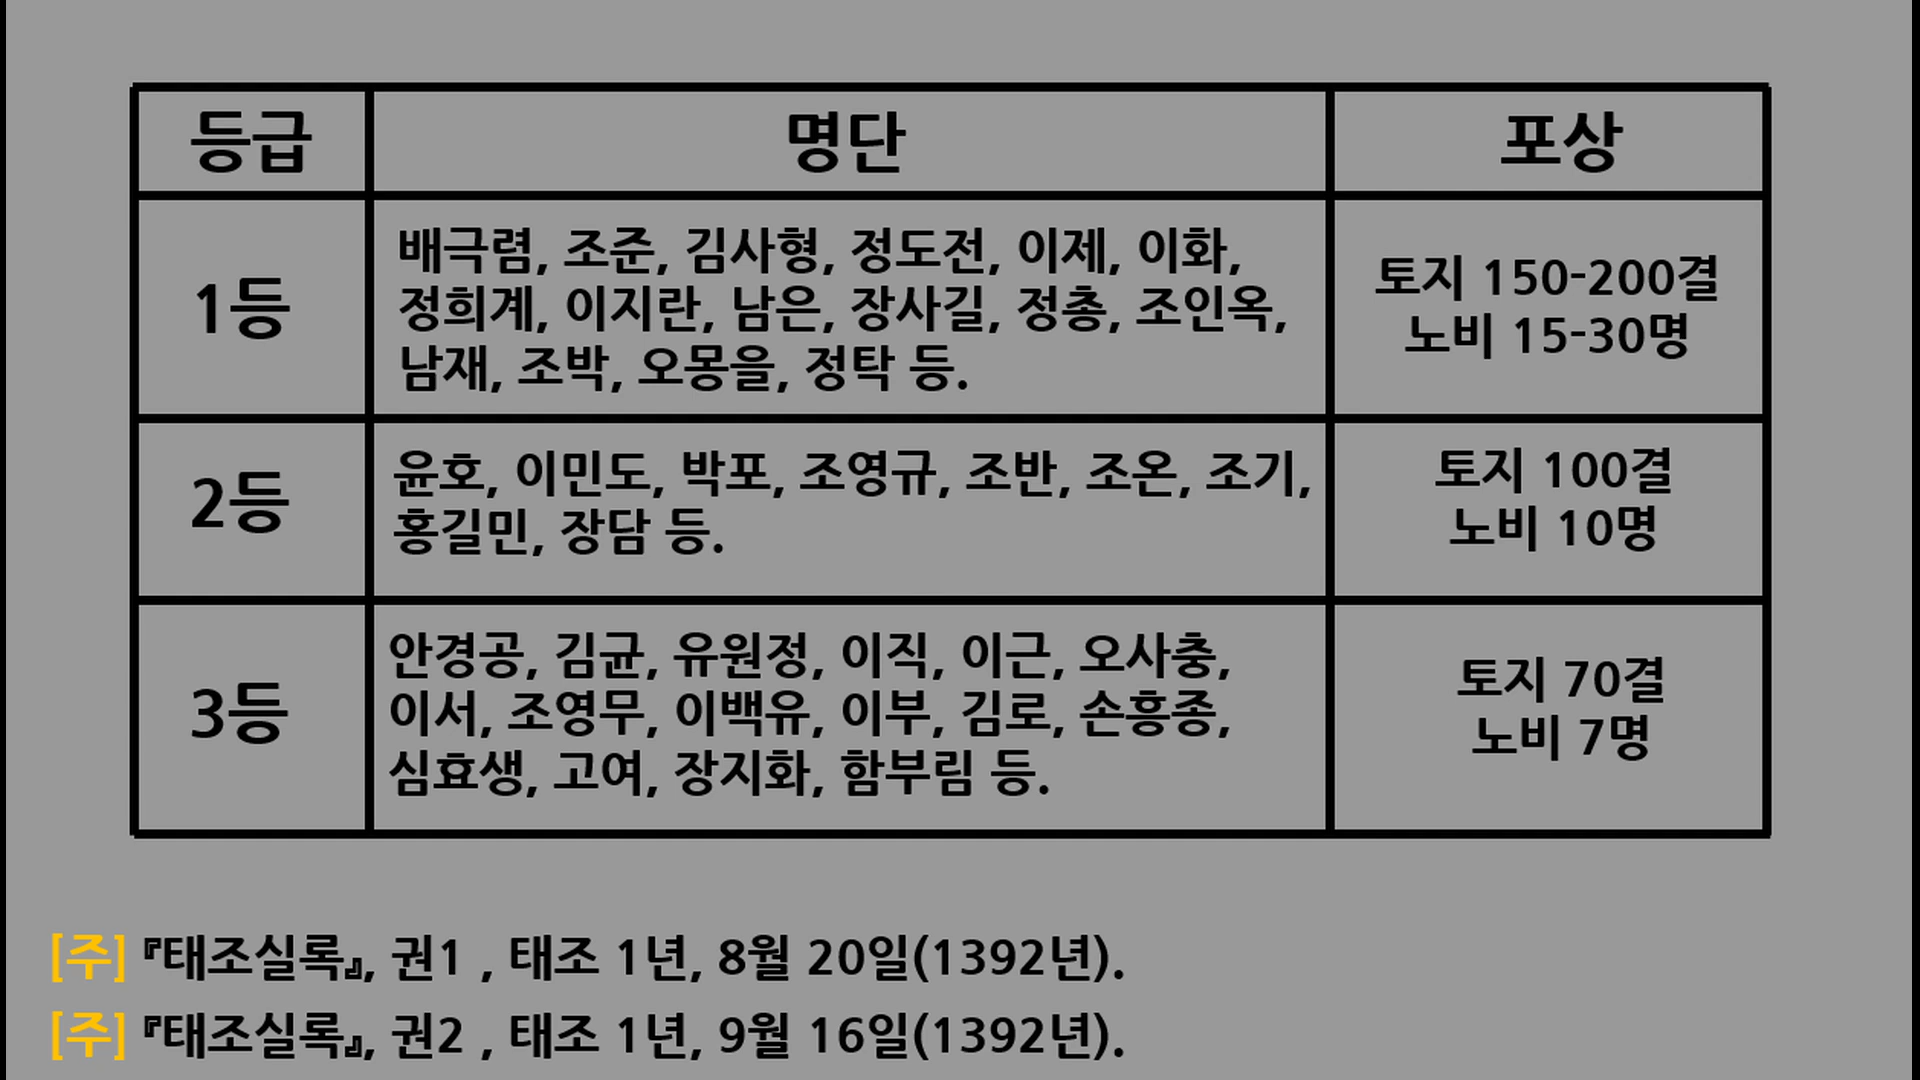 등급 명단 포상
1등
배극렴, 조준, 김사형, 정도전, 이제, 이화,
정희계, 이지란, 남은, 장사길, 정총, 조인옥,
남재, 조박, 오몽을, 정탁 등.
토지 150-200결
노비 15-30명
2등
윤호, 이민도, 박포, 조영규, 조반, 조온, 조기,
홍길민, 장담 등.
토지 100결
노비 10명
3등
안경공, 김균, 유원정, 이직, 이근, 오사충,
이서, 조영무, 이백유, 이부, 김로, 손흥종,
심효생, 고여, 장지화, 함부림 등.
토지 70결
노비 7명
[주] 『태조실록』, 권1 , 태조 1년, 8월 20일(1392년).
[주] 『태조실록』, 권2 , 태조 1년, 9월 16일(1392년).